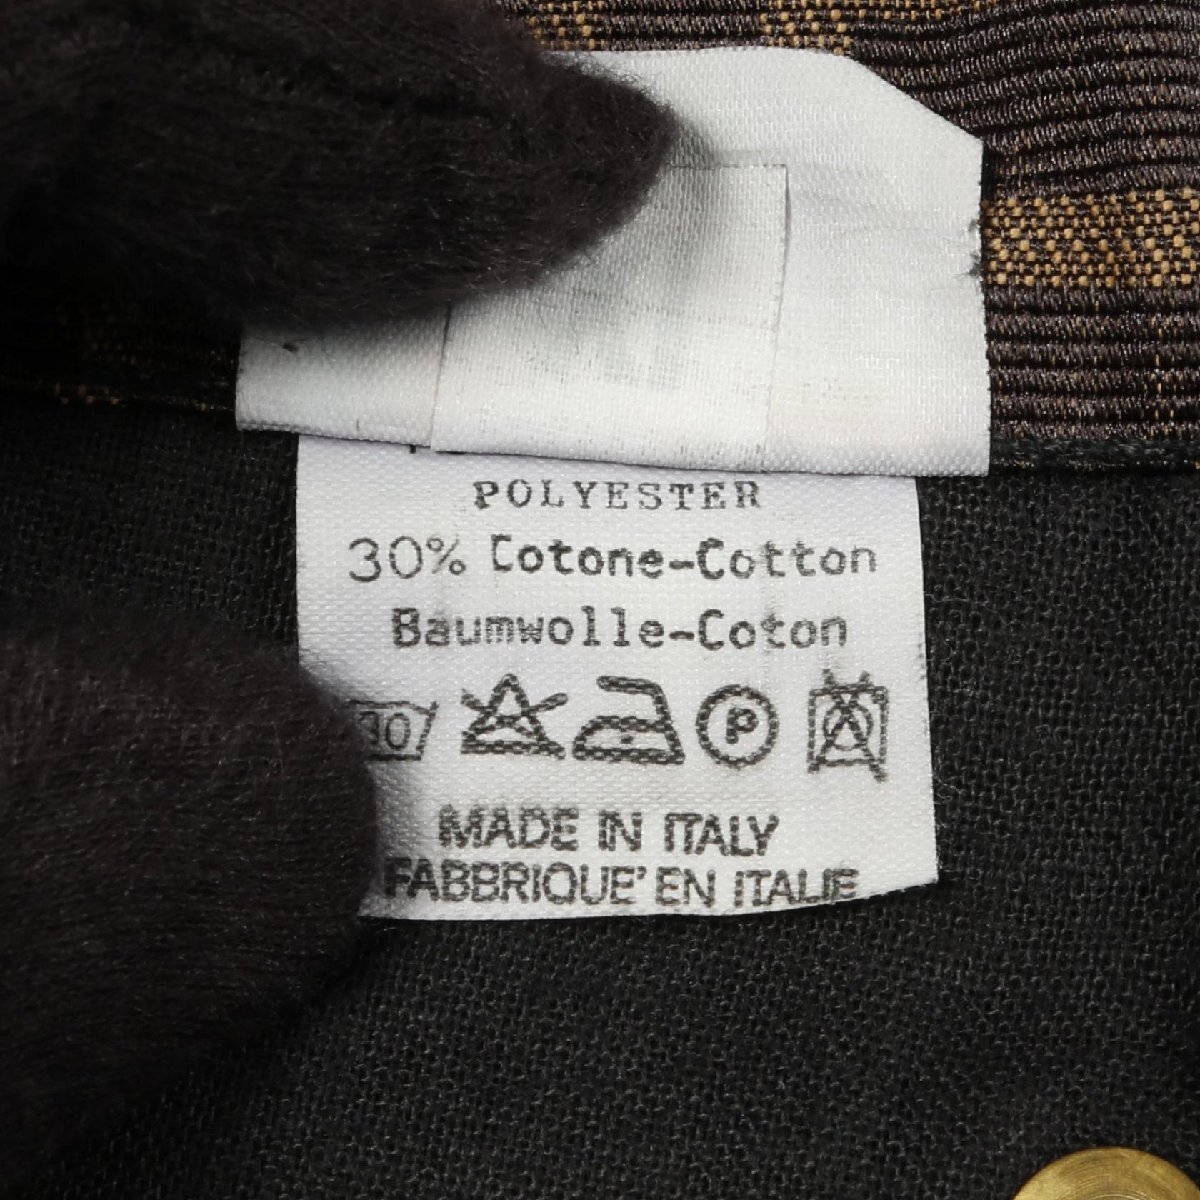 POLYESTER
30% Cotone-Cotton
Baumwolle-Coton
30 P
MADE IN ITALY
FABBRIQUE' EN ITALIE